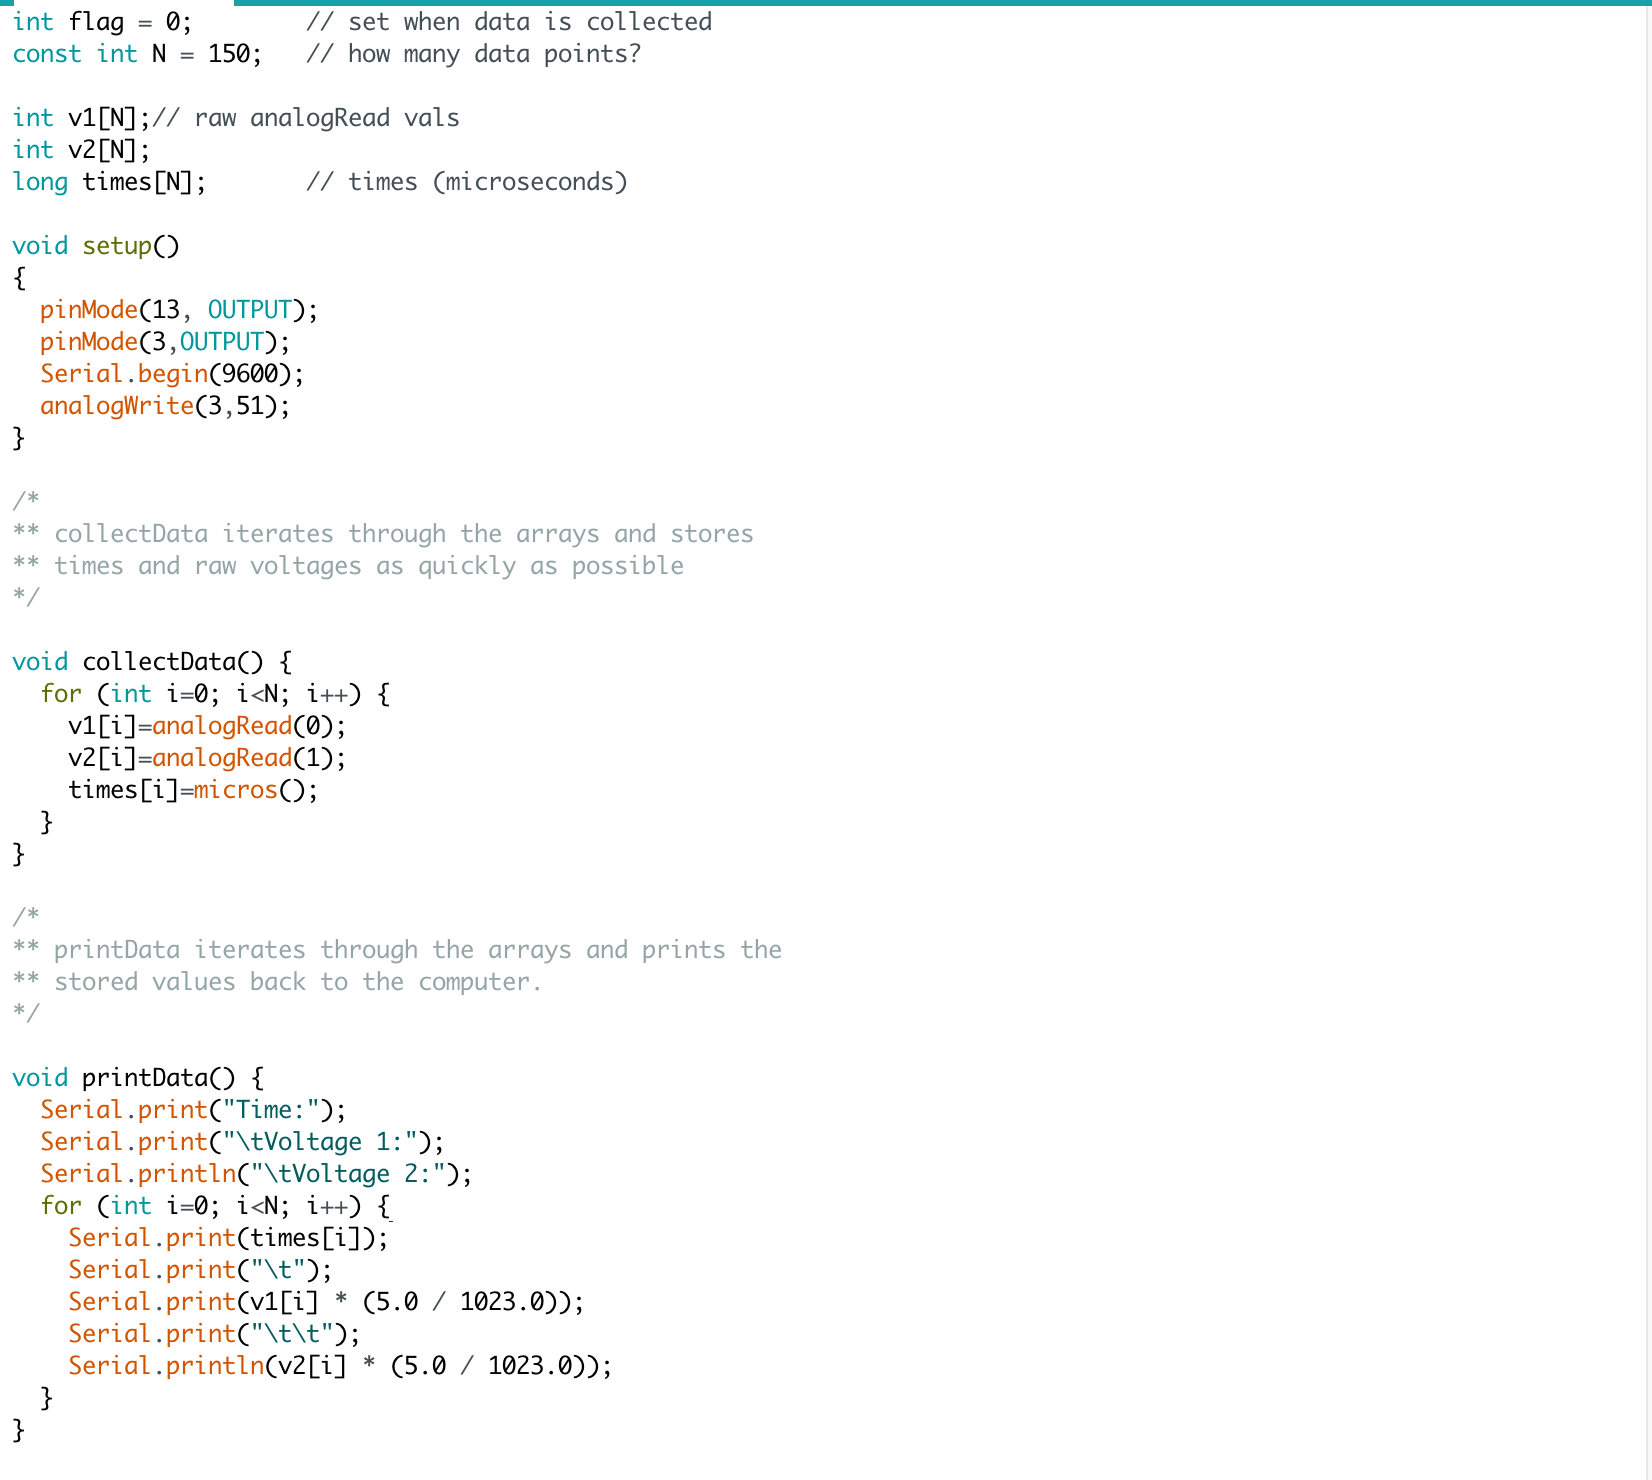 int flag = 0;        // set when data is collected
const int N = 150;   // how many data points?

int v1[N];// raw analogRead vals
int v2[N];
long times[N];       // times (microseconds)

void setup()
{
  pinMode(13, OUTPUT);
  pinMode(3,OUTPUT);
  Serial.begin(9600);
  analogWrite(3,51);
}

/*
** collectData iterates through the arrays and stores
** times and raw voltages as quickly as possible
*/

void collectData() {
  for (int i=0; i<N; i++) {
    v1[i]=analogRead(0);
    v2[i]=analogRead(1);
    times[i]=micros();
  }
}

/*
** printData iterates through the arrays and prints the
** stored values back to the computer.
*/

void printData() {
  Serial.print("Time:");
  Serial.print("\tVoltage 1:");
  Serial.println("\tVoltage 2:");
  for (int i=0; i<N; i++) {
    Serial.print(times[i]);
    Serial.print("\t");
    Serial.print(v1[i] * (5.0 / 1023.0));
    Serial.print("\t\t");
    Serial.println(v2[i] * (5.0 / 1023.0));
  }
}